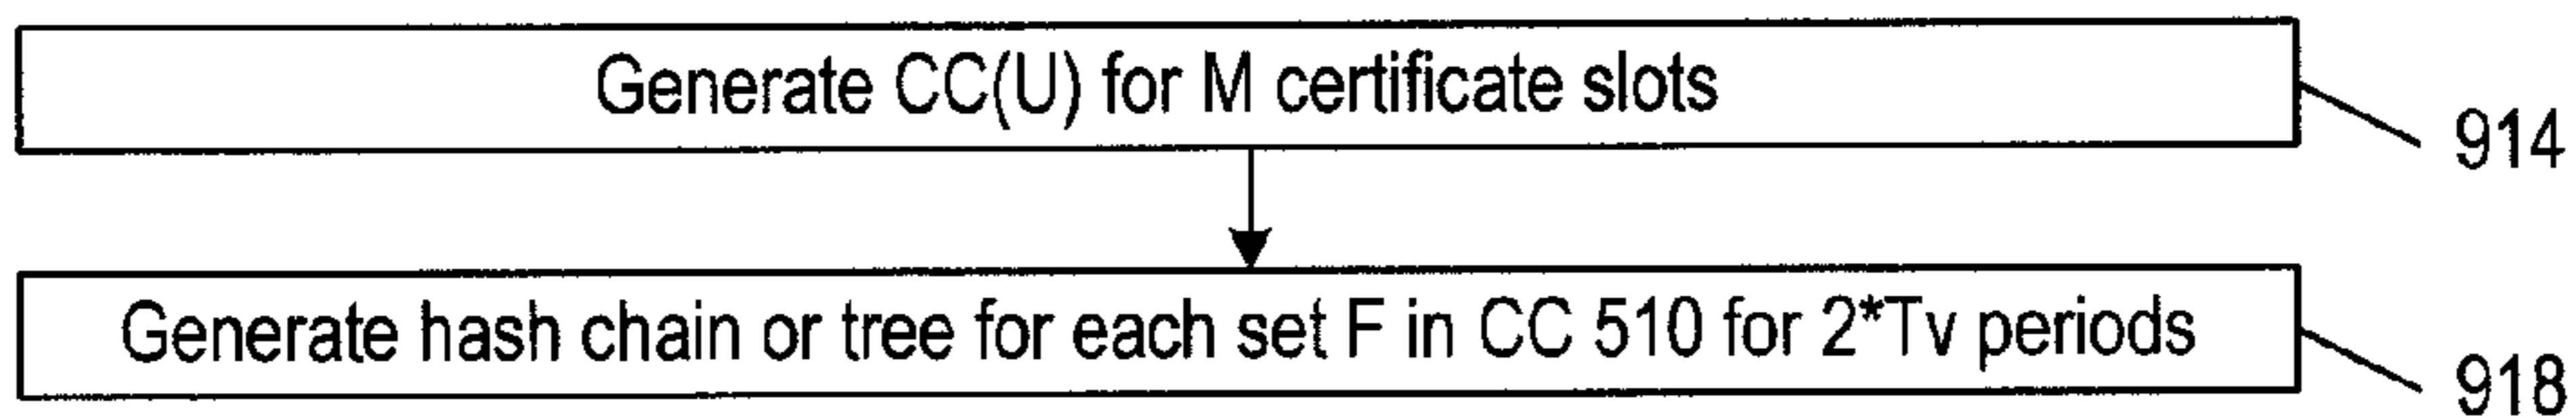 Generate CC(U) for M certificate slots
914
Generate hash chain or tree for each set F in CC 510 for 2*Tv periods
918